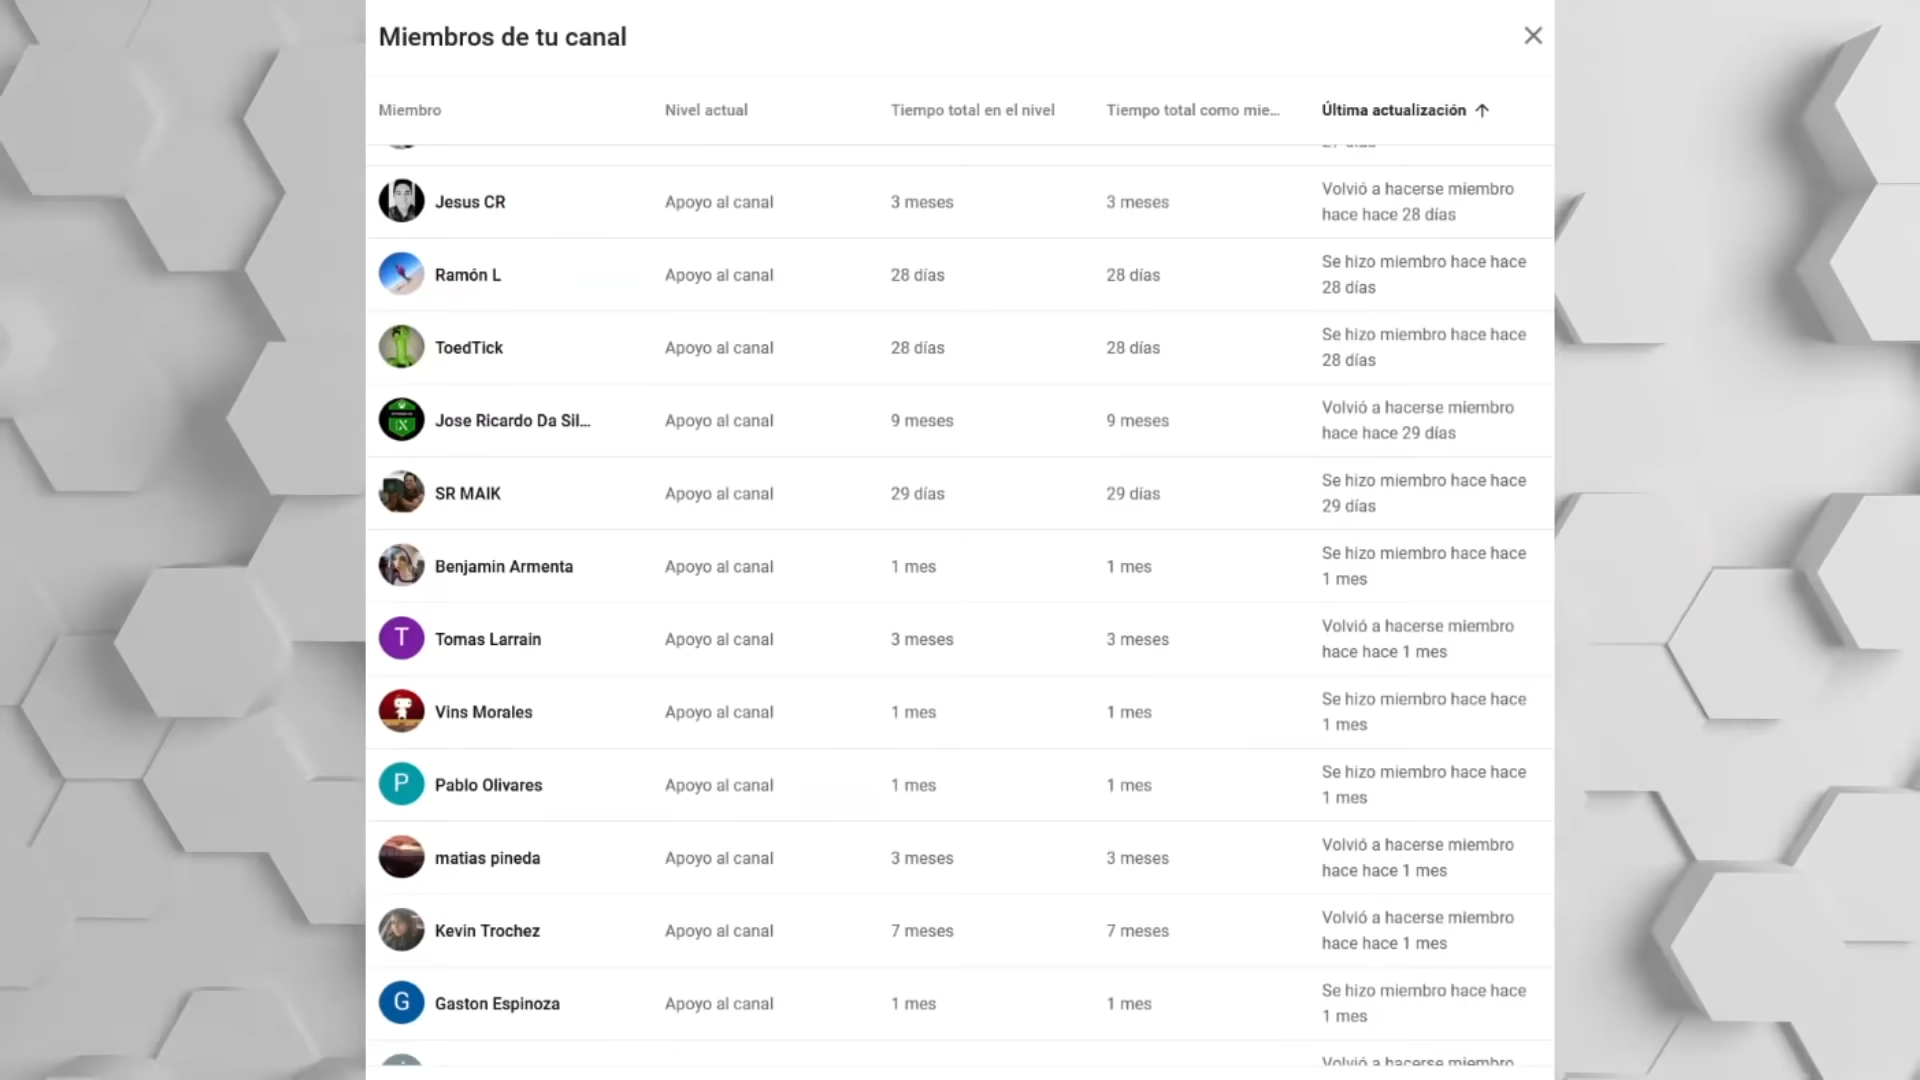 Miembros de tu canal
Miembro Nivel actual Tiempo total en el nivel Tiempo total como mie... Última actualización
Jesus CR Apoyo al canal 3 meses 3 meses Volvió a hacerse miembro
hace hace 28 días
Ramón L Apoyo al canal 28 días 28 días Se hizo miembro hace hace
28 días
ToedTick Apoyo al canal 28 días 28 días Se hizo miembro hace hace
28 días
Jose Ricardo Da Sil... Apoyo al canal 9 meses 9 meses Volvió a hacerse miembro
hace hace 29 días
SR MAIK Apoyo al canal 29 días 29 días Se hizo miembro hace hace
29 días
Benjamin Armenta Apoyo al canal 1 mes 1 mes Se hizo miembro hace hace
1 mes
T Tomas Larrain Apoyo al canal 3 meses 3 meses Volvió a hacerse miembro
hace hace 1 mes
Vins Morales Apoyo al canal 1 mes 1 mes Se hizo miembro hace hace
1 mes
P Pablo Olivares Apoyo al canal 1 mes 1 mes Se hizo miembro hace hace
1 mes
matias pineda Apoyo al canal 3 meses 3 meses Volvió a hacerse miembro
hace hace 1 mes
Kevin Trochez Apoyo al canal 7 meses 7 meses Volvió a hacerse miembro
hace hace 1 mes
G Gaston Espinoza Apoyo al canal 1 mes 1 mes Se hizo miembro hace hace
1 mes
Volvió a hacerse miembro